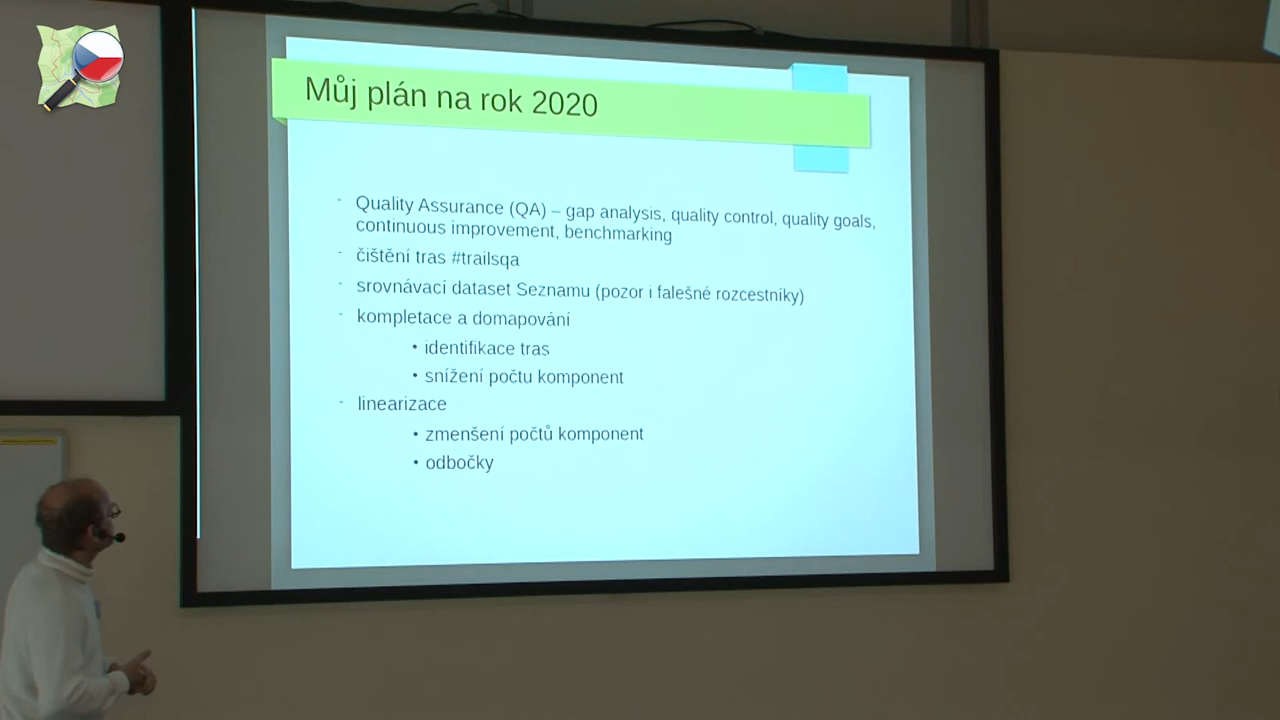 Můj plán na rok 2020
Quality Assurance (QA) – gap analysis, quality control, quality goals,
continuous improvement, benchmarking
čištění tras #trailsqa
srovnávací dataset Seznamu (pozor i falešné rozcestníky)
kompletace a domapování
identifikace tras
snížení počtu komponent
linearizace
zmenšení počtů komponent
odbočky